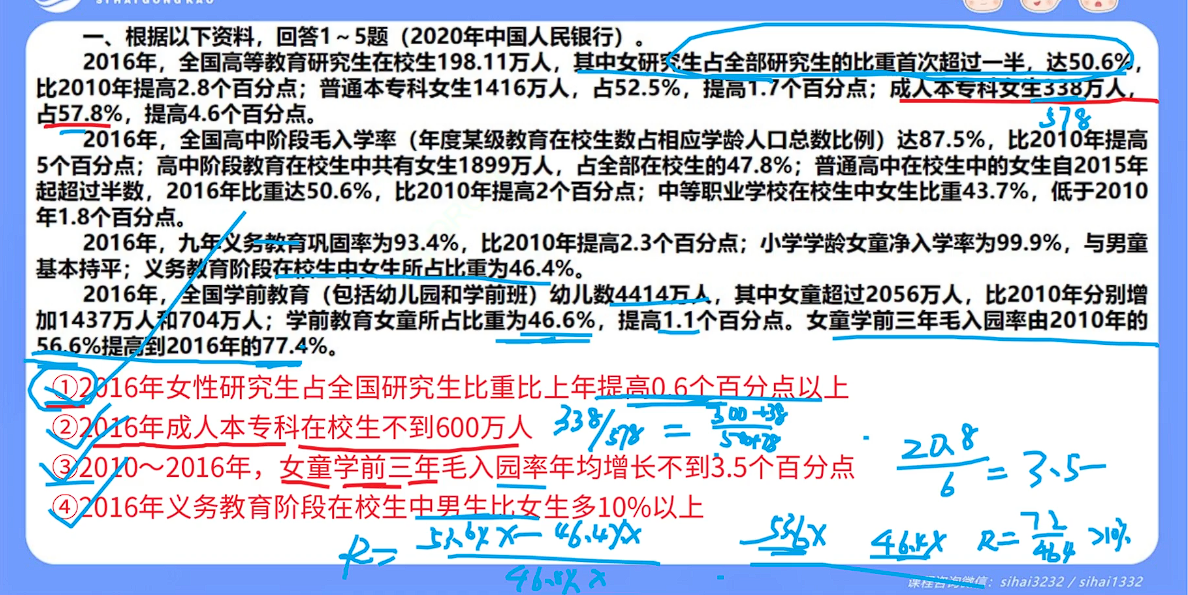 SIHAIGONGKAO
一、根据以下资料，回答1～5题（2020年中国人民银行）。
2016年，全国高等教育研究生在校生198.11万人，其中女研究生占全部研究生的比重首次超过一半，达50.6%，
比2010年提高2.8个百分点；普通本专科女生1416万人，占52.5%，提高1.7个百分点；成人本专科女生338万人，
占57.8%，提高4.6个百分点。
578
2016年，全国高中阶段毛入学率（年度某级教育在校生数占相应学龄人口总数比例）达87.5%，比2010年提高
5个百分点；高中阶段教育在校生中共有女生1899万人，占全部在校生的47.8%；普通高中在校生中的女生自2015年
起超过半数，2016年比重达50.6%，比2010年提高2个百分点；中等职业学校在校生中女生比重43.7%，低于2010
年1.8个百分点。
2016年，九年义务教育巩固率为93.4%，比2010年提高2.3个百分点；小学学龄女童净入学率为99.9%，与男童
基本持平；义务教育阶段在校生中女生所占比重为46.4%。
2016年，全国学前教育（包括幼儿园和学前班）幼儿数4414万人，其中女童超过2056万人，比2010年分别增
加1437万人和704万人；学前教育女童所占比重为46.6%，提高1.1个百分点。女童学前三年毛入园率由2010年的
56.6%提高到2016年的77.4%。
①2016年女性研究生占全国研究生比重比上年提高0.6个百分点以上
②2016年成人本专科在校生不到600万人
338/578 = 300+38
③2010～2016年，女童学前三年毛入园率年均增长不到3.5个百分点
20.8/6 = 3.5-
④2016年义务教育阶段在校生中男生比女生多10%以上
R= 53.6%x-46.4%x/46.4%x
53.6%x 46.4%x R= 72/464 >10%
课程咨询微信：sihai3232 / sihai1332